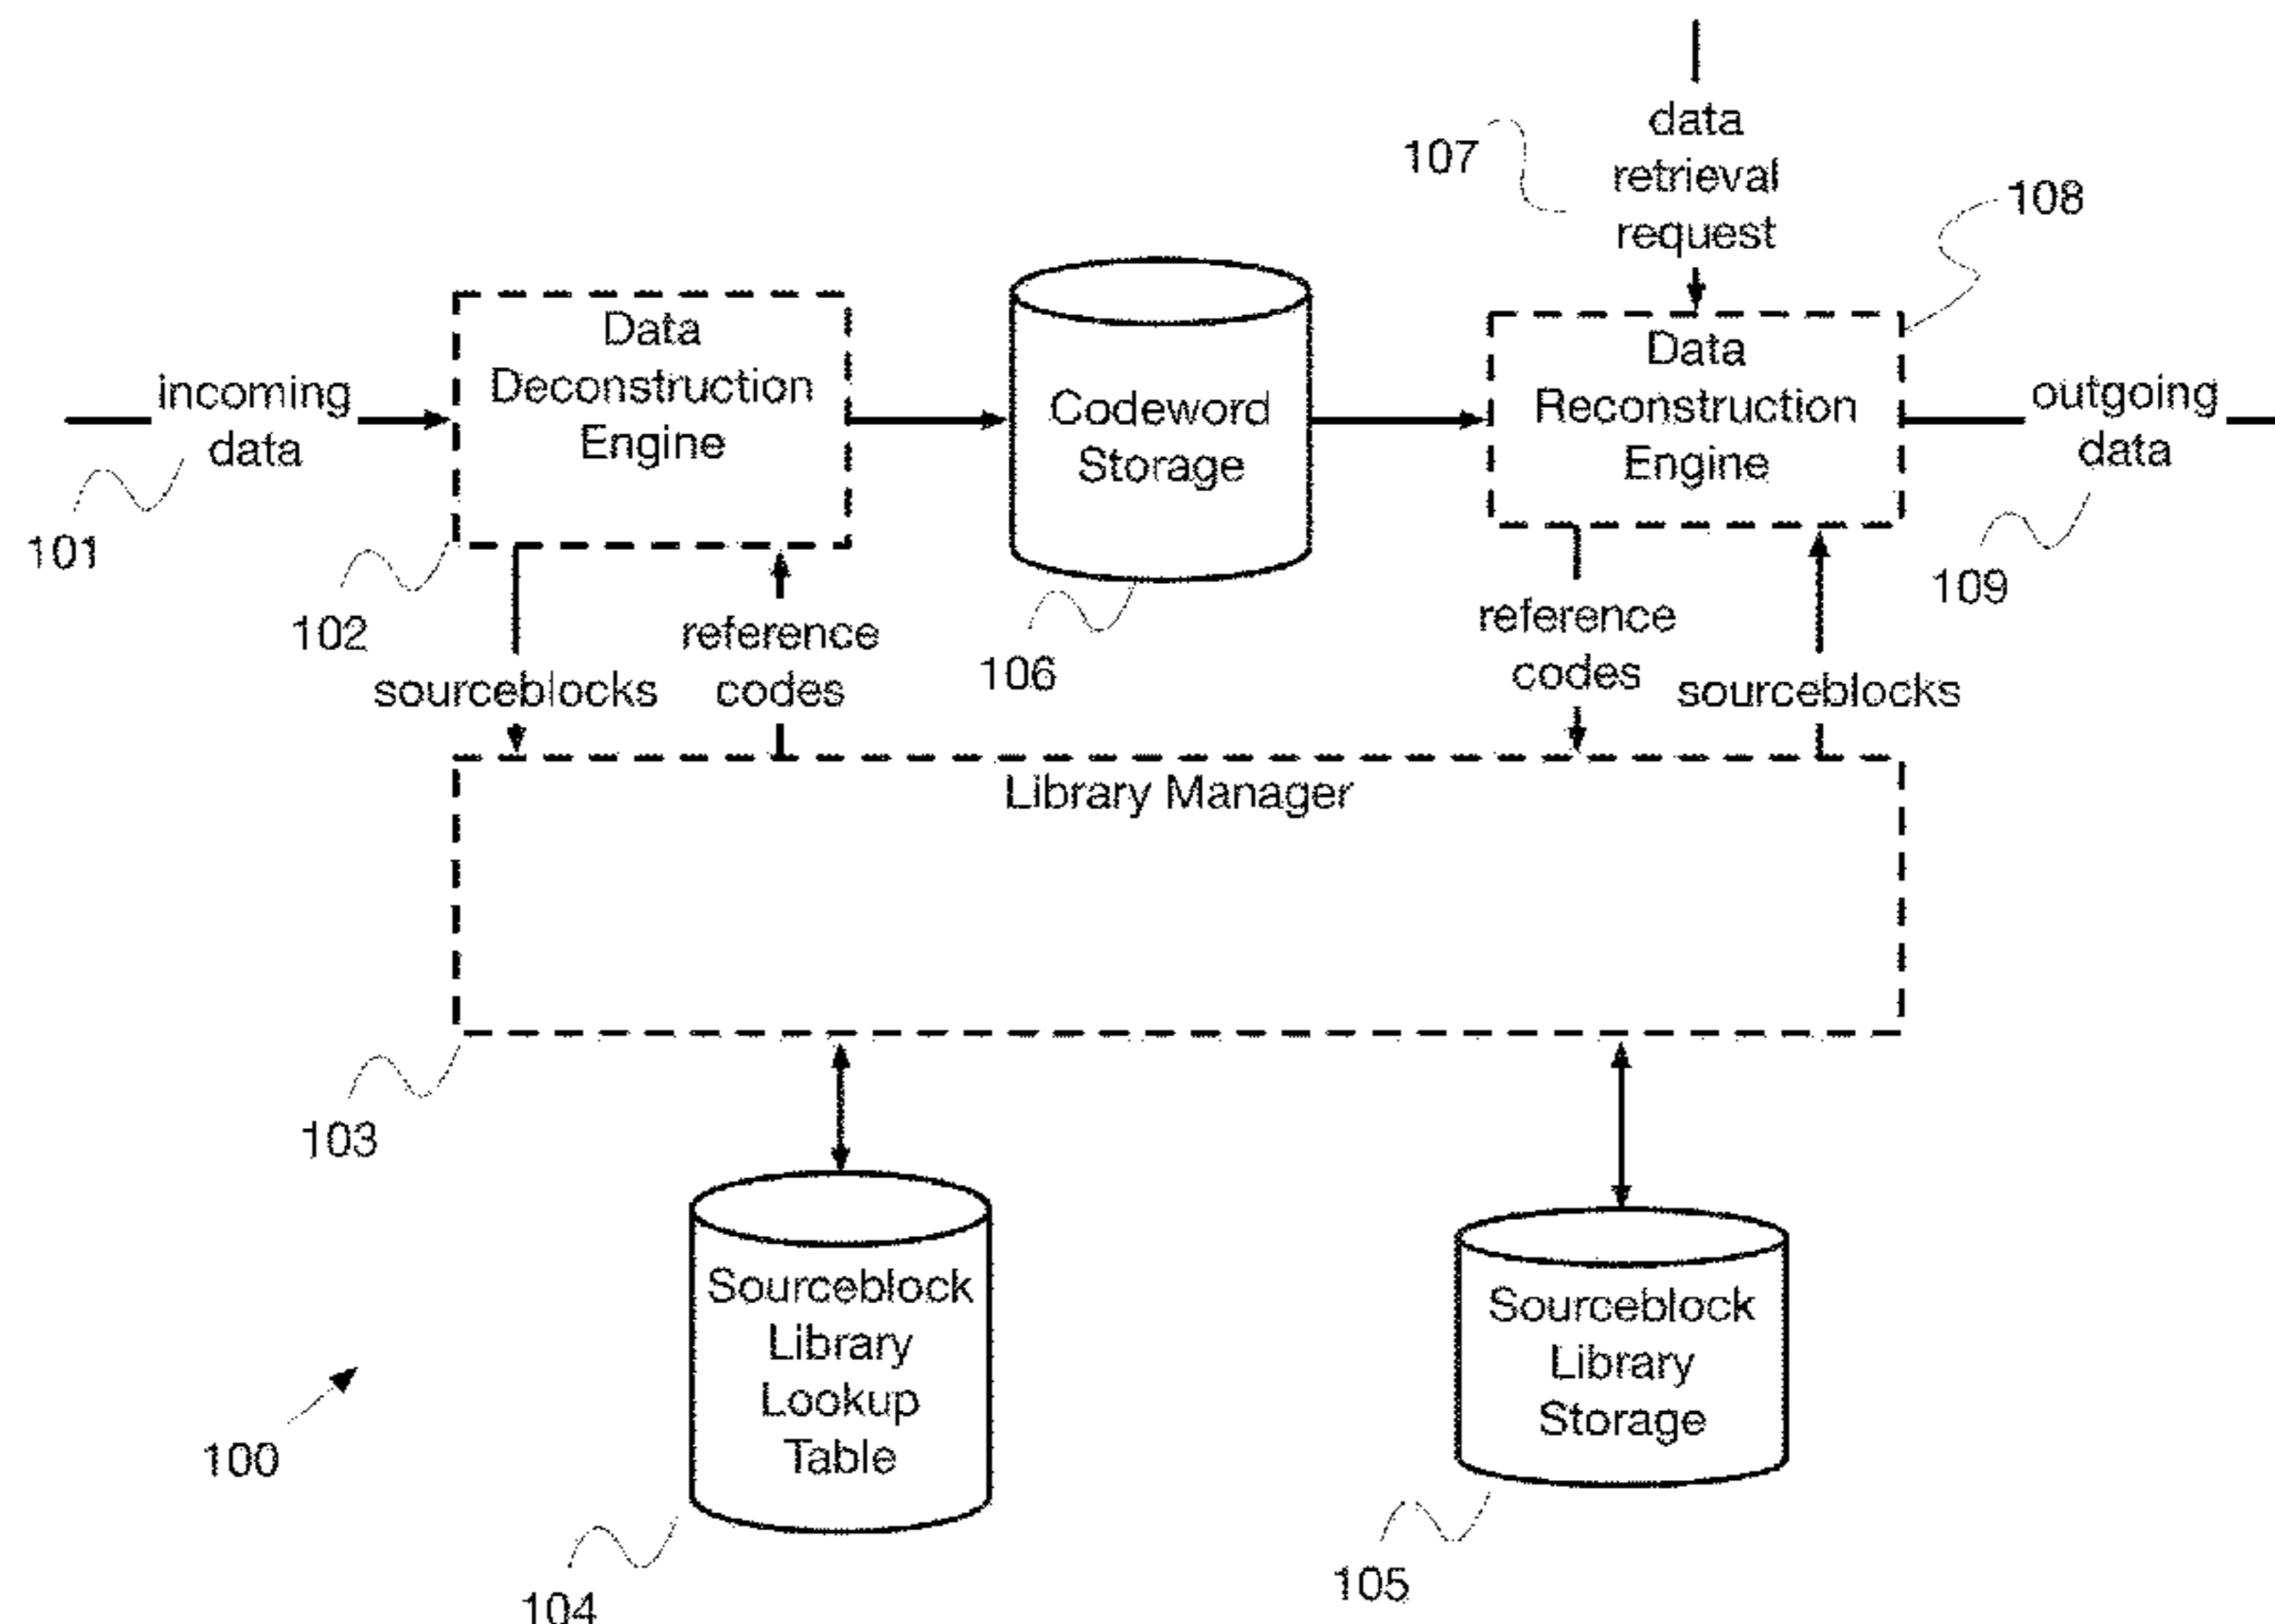 data
retrieval
request
107
108
incoming
data
101
Data
Deconstruction
Engine
102
Codeword
Storage
106
Data
Reconstruction
Engine
outgoing
data
109
sourceblocks
reference
codes
reference
codes
sourceblocks
Library Manager
103
Sourceblock
Library
Lookup
Table
104
Sourceblock
Library
Storage
105
100